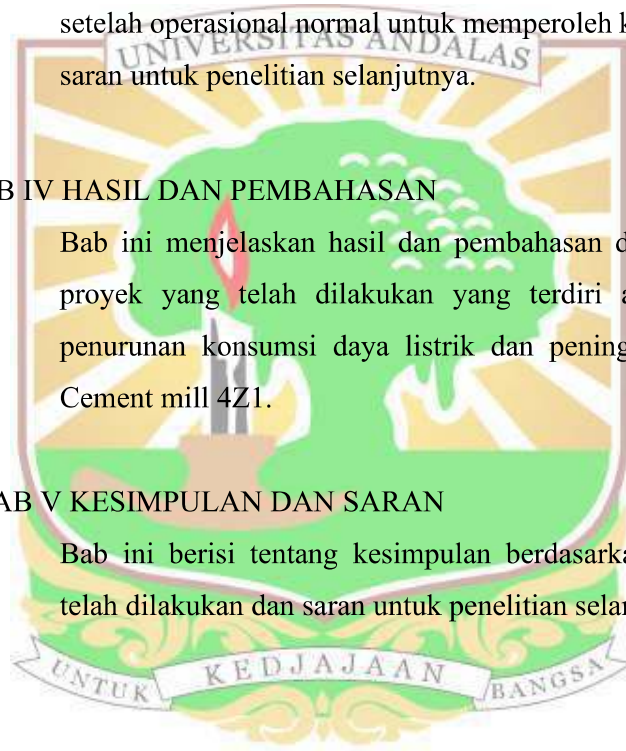 setelah operasional normal untuk memperoleh k
UNIVERSITAS ANDALAS
saran untuk penelitian selanjutnya.
B IV HASIL DAN PEMBAHASAN
Bab ini menjelaskan hasil dan pembahasan d
proyek yang telah dilakukan yang terdiri a
penurunan konsumsi daya listrik dan pening
Cement mill 4Z1.
AB V KESIMPULAN DAN SARAN
Bab ini berisi tentang kesimpulan berdasarka
telah dilakukan dan saran untuk penelitian selan
UNTUK KEDJAJAAN BANGSA